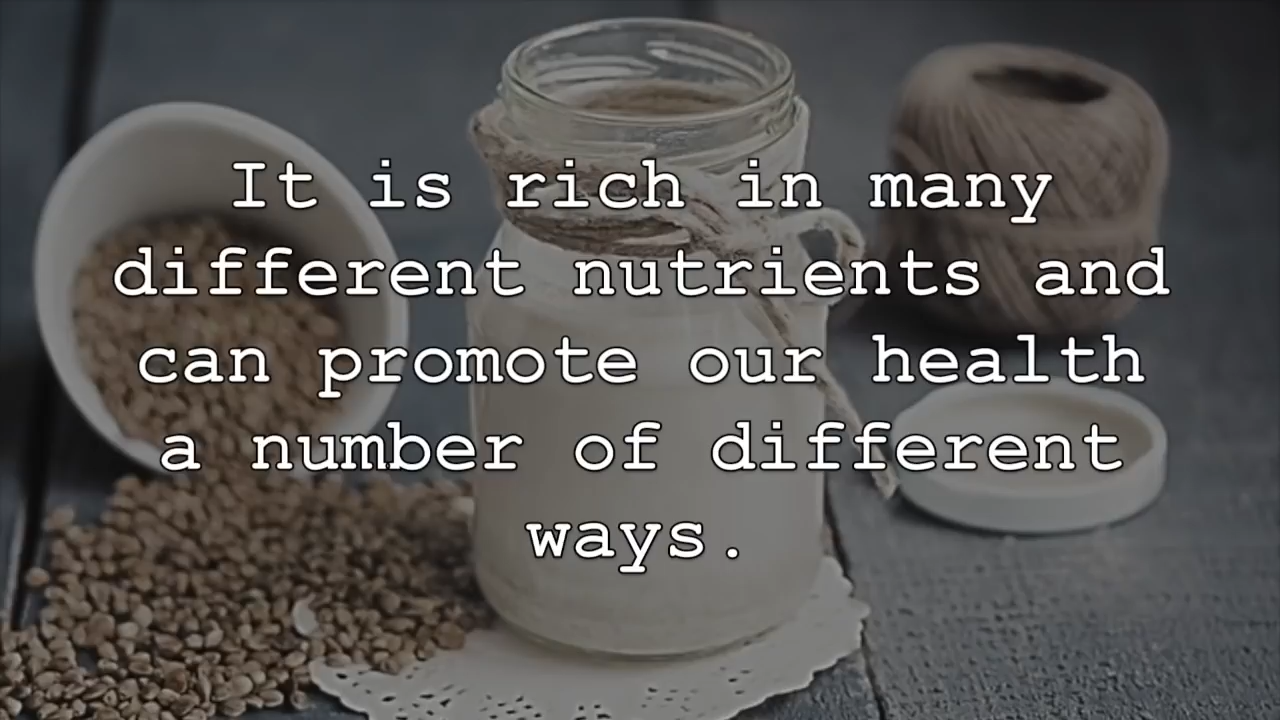 It is rich in many
different nutrients and
can promote our health
a number of different
ways.